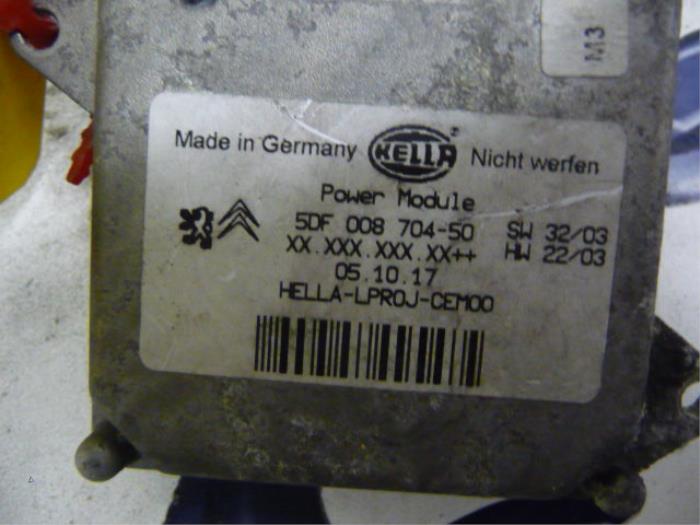 M3
Made in Germany HELLA ® Nicht werfen
Power Module
5DF 008 704-50 SW 32/03
XX.XXX.XXX.XX++ HW 22/03
05.10.17
HELLA-LPROJ-CEM00